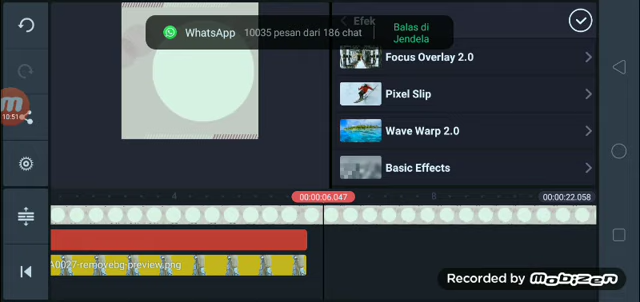 Efek
WhatsApp 10035 pesan dari 186 chat
Balas di
Jendela
Focus Overlay 2.0
10:51
Pixel Slip
Wave Warp 2.0
Basic Effects
4
00:00:06.047
8
00:00:22.058
A0027-removebg-preview.png
Recorded by mobizen